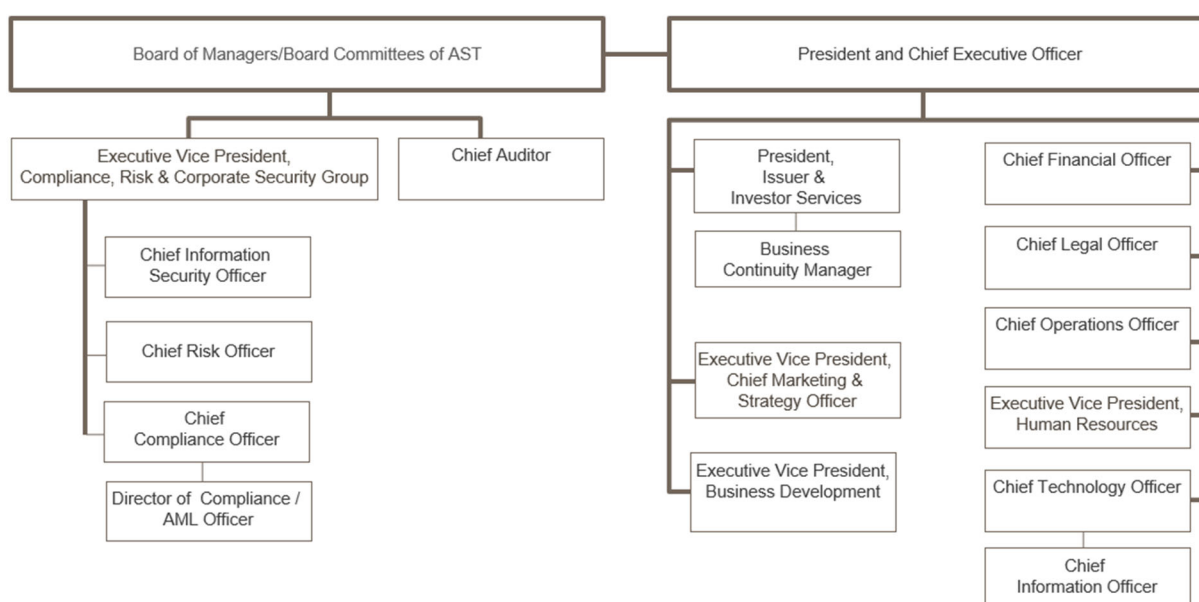 Board of Managers/Board Committees of AST
President and Chief Executive Officer
Executive Vice President,
Compliance, Risk & Corporate Security Group
Chief Auditor
Chief Information
Security Officer
Chief Risk Officer
Chief
Compliance Officer
Director of Compliance /
AML Officer
President,
Issuer &
Investor Services
Business
Continuity Manager
Executive Vice President,
Chief Marketing &
Strategy Officer
Executive Vice President,
Business Development
Chief Financial Officer
Chief Legal Officer
Chief Operations Officer
Executive Vice President,
Human Resources
Chief Technology Officer
Chief
Information Officer